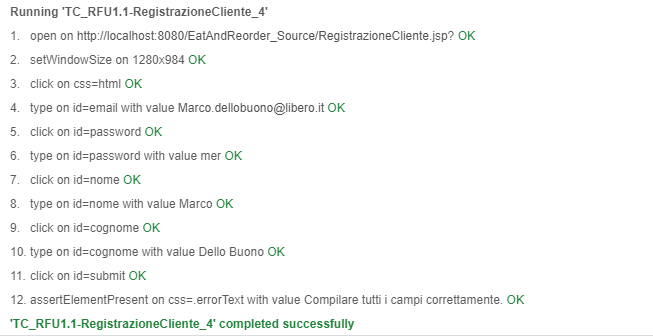 Running 'TC_RFU1.1-RegistrazioneCliente_4'
1. open on http://localhost:8080/EatAndReorder_Source/RegistrazioneCliente.jsp? OK
2. setWindowSize on 1280x984 OK
3. click on css=html OK
4. type on id=email with value Marco.dellobuono@libero.it OK
5. click on id=password OK
6. type on id=password with value mer OK
7. click on id=nome OK
8. type on id=nome with value Marco OK
9. click on id=cognome OK
10. type on id=cognome with value Dello Buono OK
11. click on id=submit OK
12. assertElementPresent on css=.errorText with value Compilare tutti i campi correttamente. OK
'TC_RFU1.1-RegistrazioneCliente_4' completed successfully